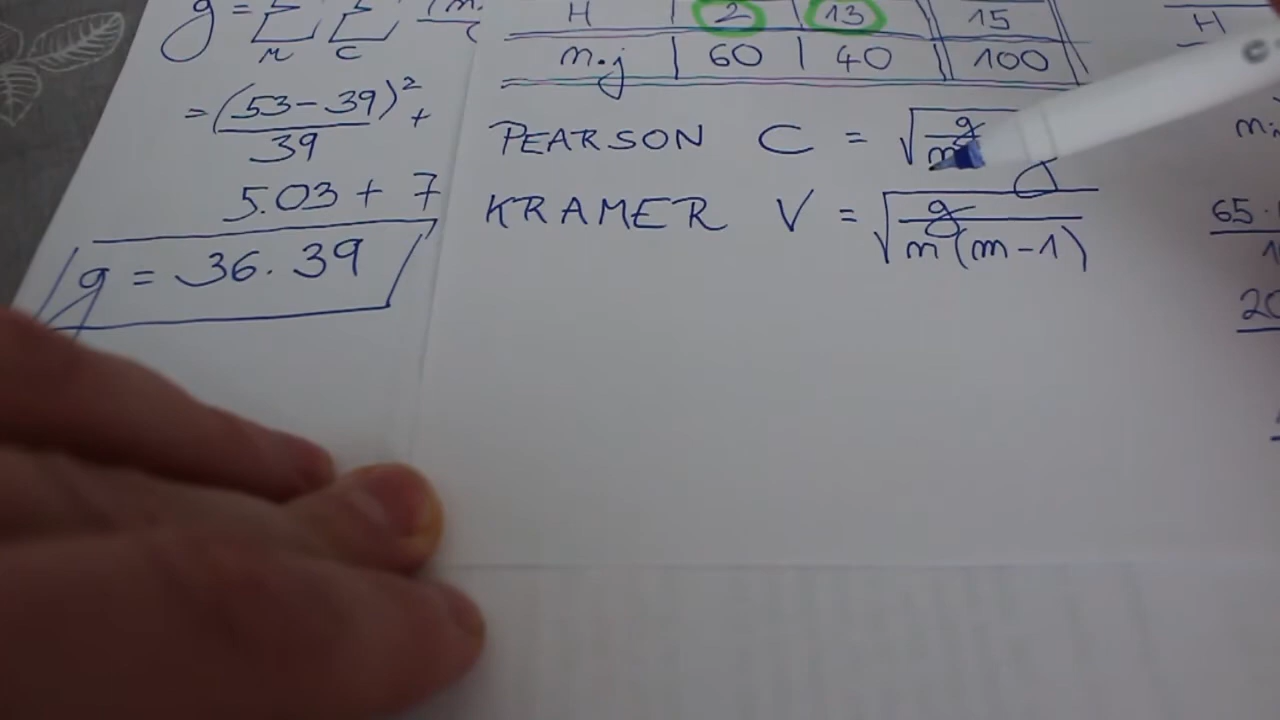 g = Σ Σ
r c
= (53 - 39)² +
39
5.03 + 7
g = 36.39
H | 2 | 13 || 15
n.j | 60 | 40 || 100
PEARSON C = √ g
n
KRAMER V = √ g
n(m-1)
H
65.
20